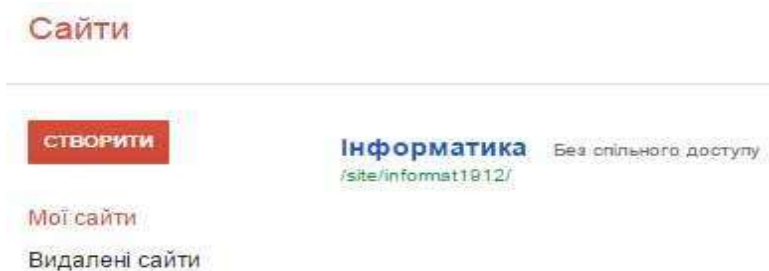 Сайти
СТВОРИТИ
Інформатика Без спільного доступу
/site/informat1912/
Мої сайти
Видалені сайти